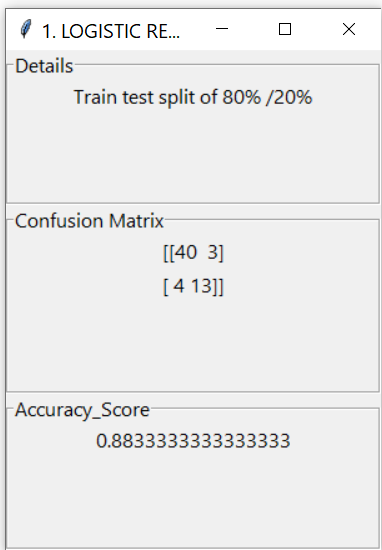 1. LOGISTIC RE...
Details
Train test split of 80% /20%
Confusion Matrix
[[40  3]
[ 4 13]]
Accuracy_Score
0.8833333333333333